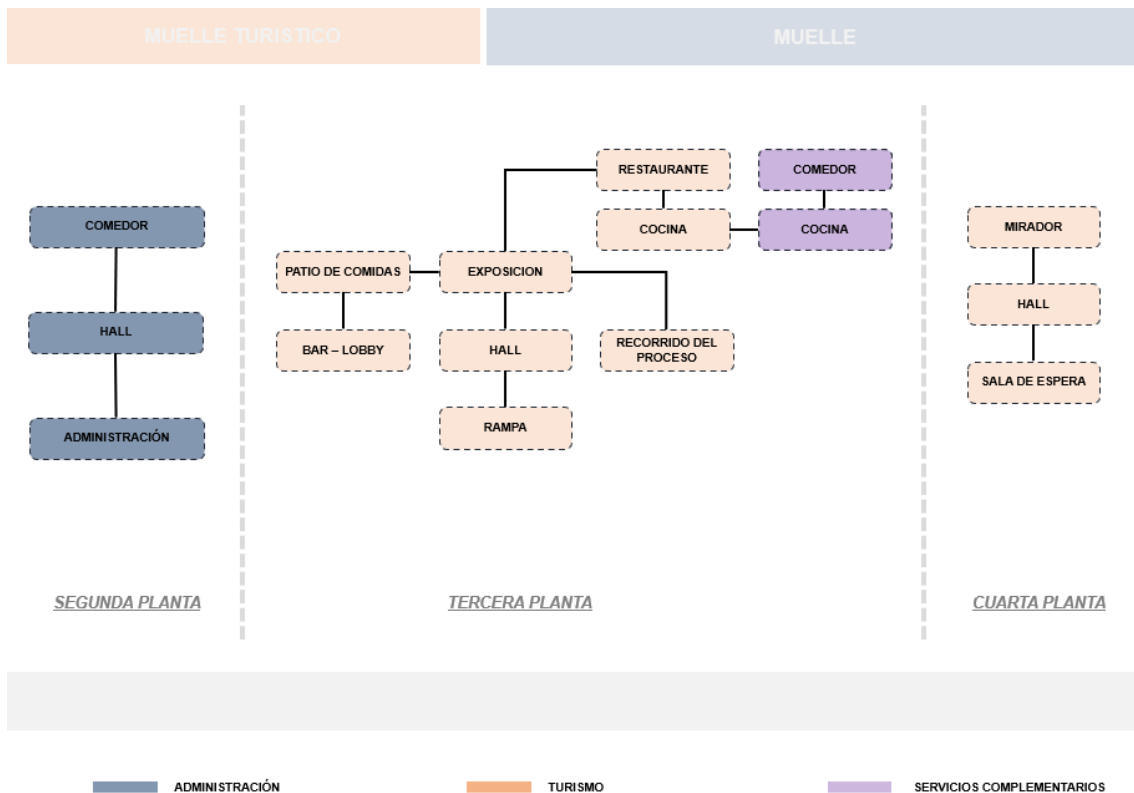 MUELLE TURISTICO
MUELLE
COMEDOR
HALL
ADMINISTRACIÓN
SEGUNDA PLANTA
RESTAURANTE
COMEDOR
COCINA
COCINA
PATIO DE COMIDAS
EXPOSICION
BAR – LOBBY
HALL
RECORRIDO DEL
PROCESO
RAMPA
TERCERA PLANTA
MIRADOR
HALL
SALA DE ESPERA
CUARTA PLANTA
ADMINISTRACIÓN
TURISMO
SERVICIOS COMPLEMENTARIOS